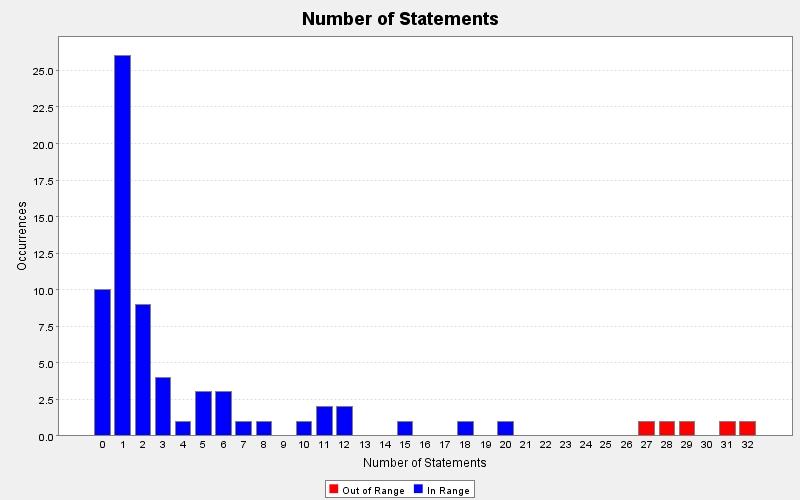 Number of Statements
25.0
22.5
20.0
17.5
15.0
12.5
10.0
7.5
5.0
2.5
0.0
Occurrences
0 1 2 3 4 5 6 7 8 9 10 11 12 13 14 15 16 17 18 19 20 21 22 23 24 25 26 27 28 29 30 31 32
Number of Statements
Out of Range In Range